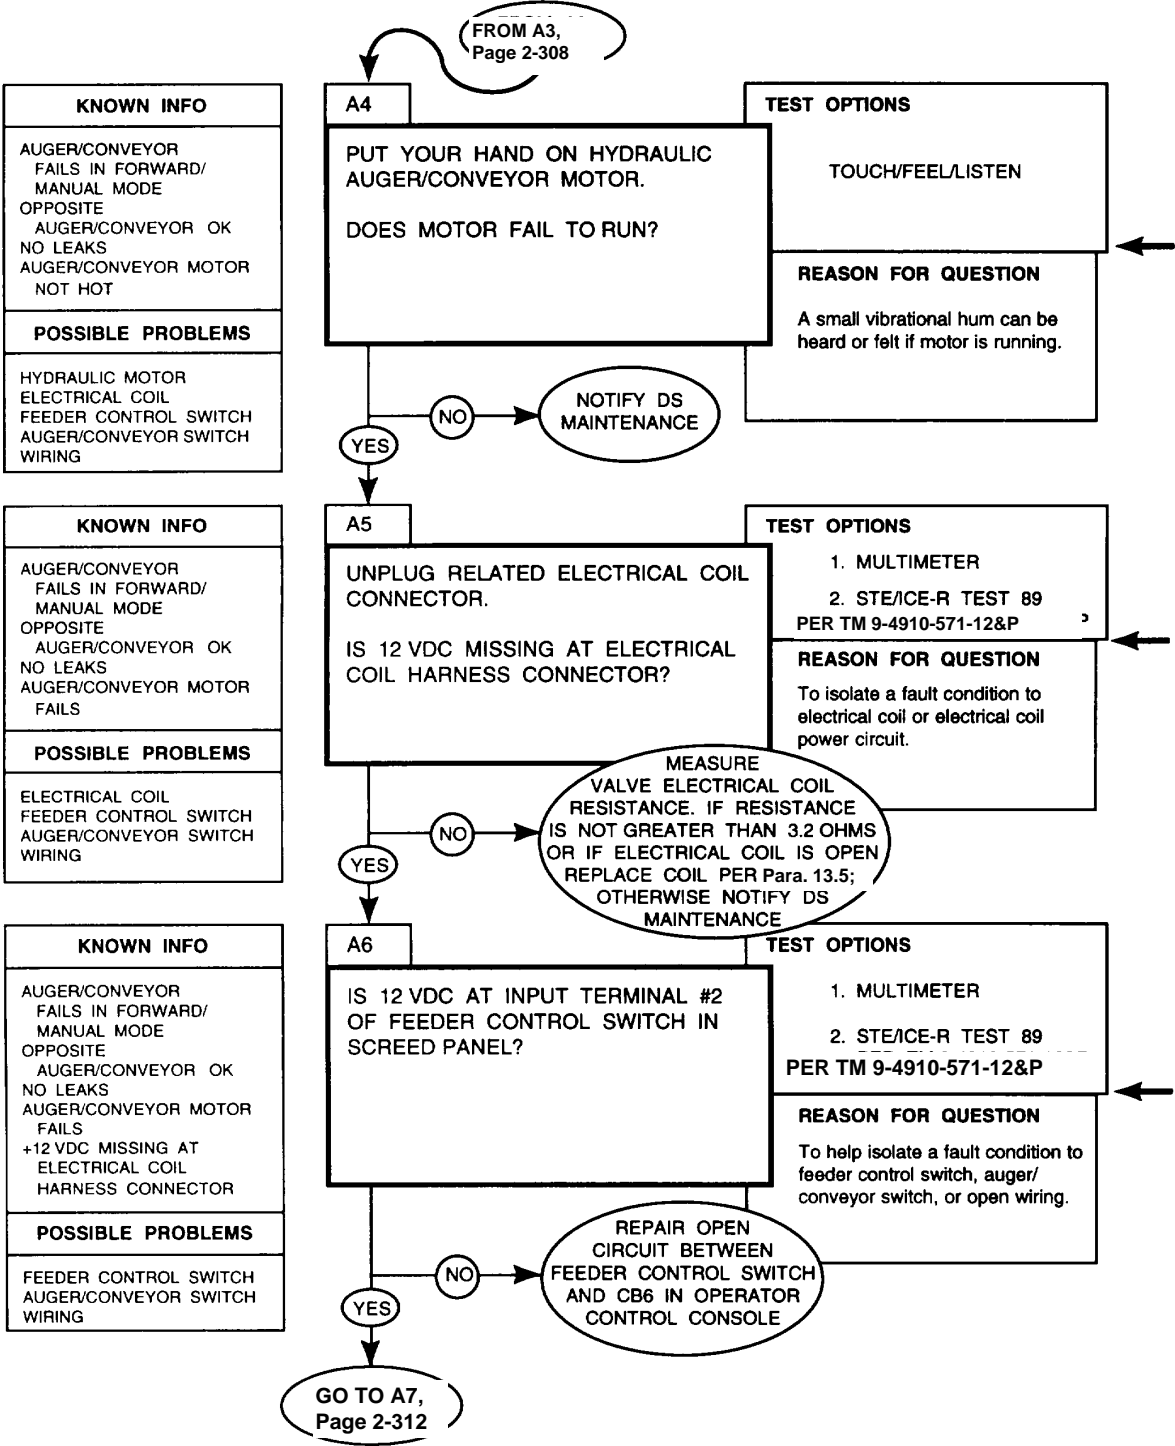 FROM A3,
Page 2-308
KNOWN INFO
AUGER/CONVEYOR
FAILS IN FORWARD/
MANUAL MODE
OPPOSITE
AUGER/CONVEYOR OK
NO LEAKS
AUGER/CONVEYOR MOTOR
NOT HOT
POSSIBLE PROBLEMS
HYDRAULIC MOTOR
ELECTRICAL COIL
FEEDER CONTROL SWITCH
AUGER/CONVEYOR SWITCH
WIRING
A4
PUT YOUR HAND ON HYDRAULIC
AUGER/CONVEYOR MOTOR.
DOES MOTOR FAIL TO RUN?
TEST OPTIONS
TOUCH/FEEL/LISTEN
REASON FOR QUESTION
A small vibrational hum can be
heard or felt if motor is running.
NO
NOTIFY DS
MAINTENANCE
YES
KNOWN INFO
AUGER/CONVEYOR
FAILS IN FORWARD/
MANUAL MODE
OPPOSITE
AUGER/CONVEYOR OK
NO LEAKS
AUGER/CONVEYOR MOTOR
FAILS
POSSIBLE PROBLEMS
ELECTRICAL COIL
FEEDER CONTROL SWITCH
AUGER/CONVEYOR SWITCH
WIRING
A5
UNPLUG RELATED ELECTRICAL COIL
CONNECTOR.
IS 12 VDC MISSING AT ELECTRICAL
COIL HARNESS CONNECTOR?
TEST OPTIONS
1. MULTIMETER
2. STE/ICE-R TEST 89
PER TM 9-4910-571-12&P
REASON FOR QUESTION
To isolate a fault condition to
electrical coil or electrical coil
power circuit.
NO
MEASURE
VALVE ELECTRICAL COIL
RESISTANCE. IF RESISTANCE
IS NOT GREATER THAN 3.2 OHMS
OR IF ELECTRICAL COIL IS OPEN
REPLACE COIL PER Para. 13.5;
OTHERWISE NOTIFY DS
MAINTENANCE
YES
KNOWN INFO
AUGER/CONVEYOR
FAILS IN FORWARD/
MANUAL MODE
OPPOSITE
AUGER/CONVEYOR OK
NO LEAKS
AUGER/CONVEYOR MOTOR
FAILS
+12 VDC MISSING AT
ELECTRICAL COIL
HARNESS CONNECTOR
POSSIBLE PROBLEMS
FEEDER CONTROL SWITCH
AUGER/CONVEYOR SWITCH
WIRING
A6
IS 12 VDC AT INPUT TERMINAL #2
OF FEEDER CONTROL SWITCH IN
SCREED PANEL?
TEST OPTIONS
1. MULTIMETER
2. STE/ICE-R TEST 89
PER TM 9-4910-571-12&P
REASON FOR QUESTION
To help isolate a fault condition to
feeder control switch, auger/
conveyor switch, or open wiring.
NO
REPAIR OPEN
CIRCUIT BETWEEN
FEEDER CONTROL SWITCH
AND CB6 IN OPERATOR
CONTROL CONSOLE
YES
GO TO A7,
Page 2-312